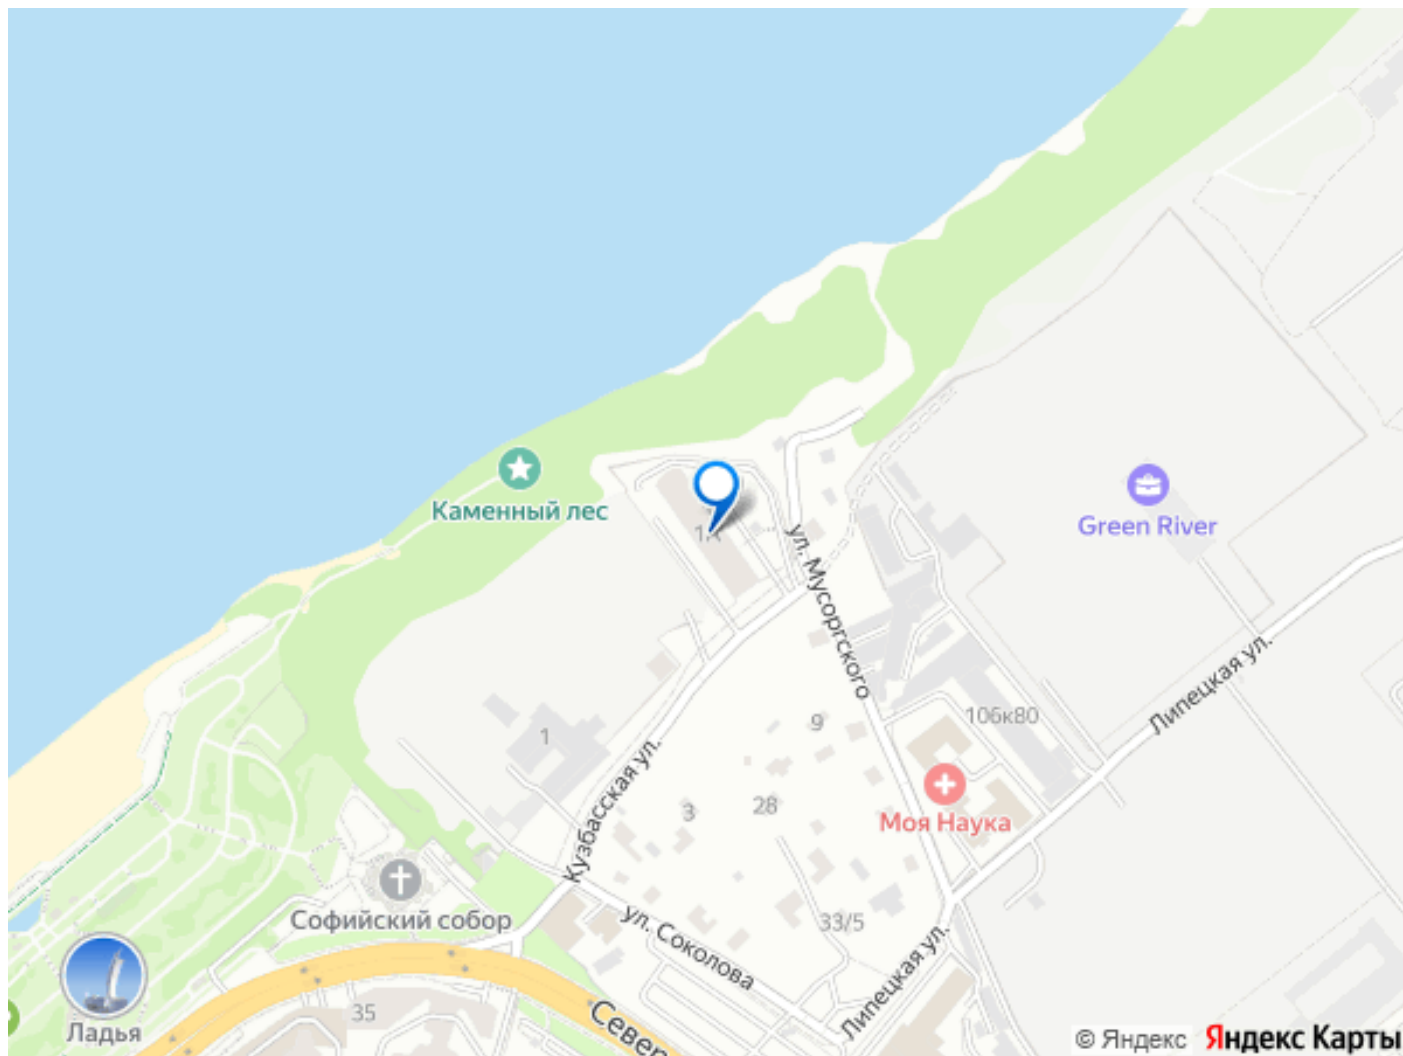 Каменный лес
Green River
ул. Мусоргского
Липецкая ул.
106к80
9
1
Кузбасская ул.
28
3
Моя Наука
Софийский собор
ул. Соколова
33/5
Липецкая ул.
Ладья
35
Север
© Яндекс Яндекс Карты